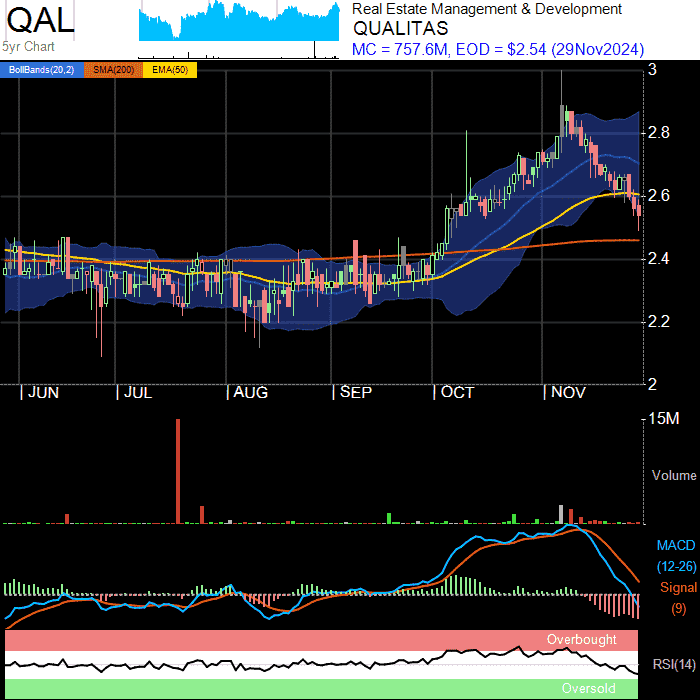 QAL
5yr Chart
Real Estate Management & Development
QUALITAS
MC = 757.6M, EOD = $2.54 (29Nov2024)
BollBands(20,2) SMA(200) EMA(50)
3
2.8
2.6
2.4
2.2
2
| JUN | JUL | AUG | SEP | OCT | NOV
15M
Volume
MACD
(12-26)
Signal
(9)
Overbought
RSI(14)
Oversold